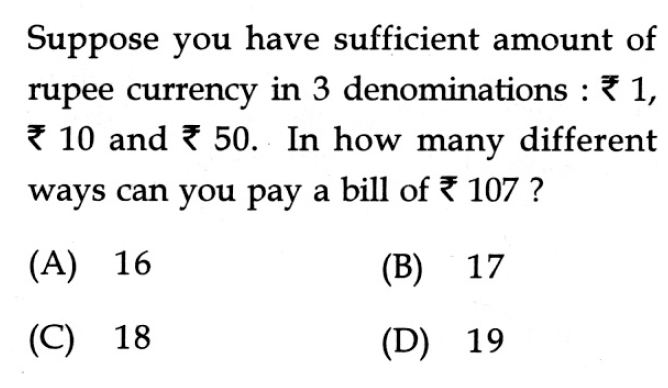 Suppose you have sufficient amount of
rupee currency in 3 denominations : ₹ 1,
₹ 10 and ₹ 50. In how many different
ways can you pay a bill of ₹ 107 ?
(A) 16 (B) 17
(C) 18 (D) 19